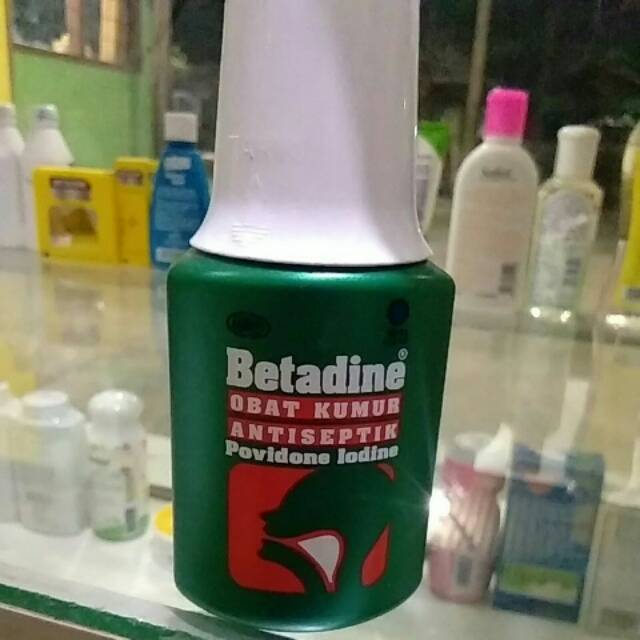 Betadine®
OBAT KUMUR
ANTISEPTIK
Povidone Iodine